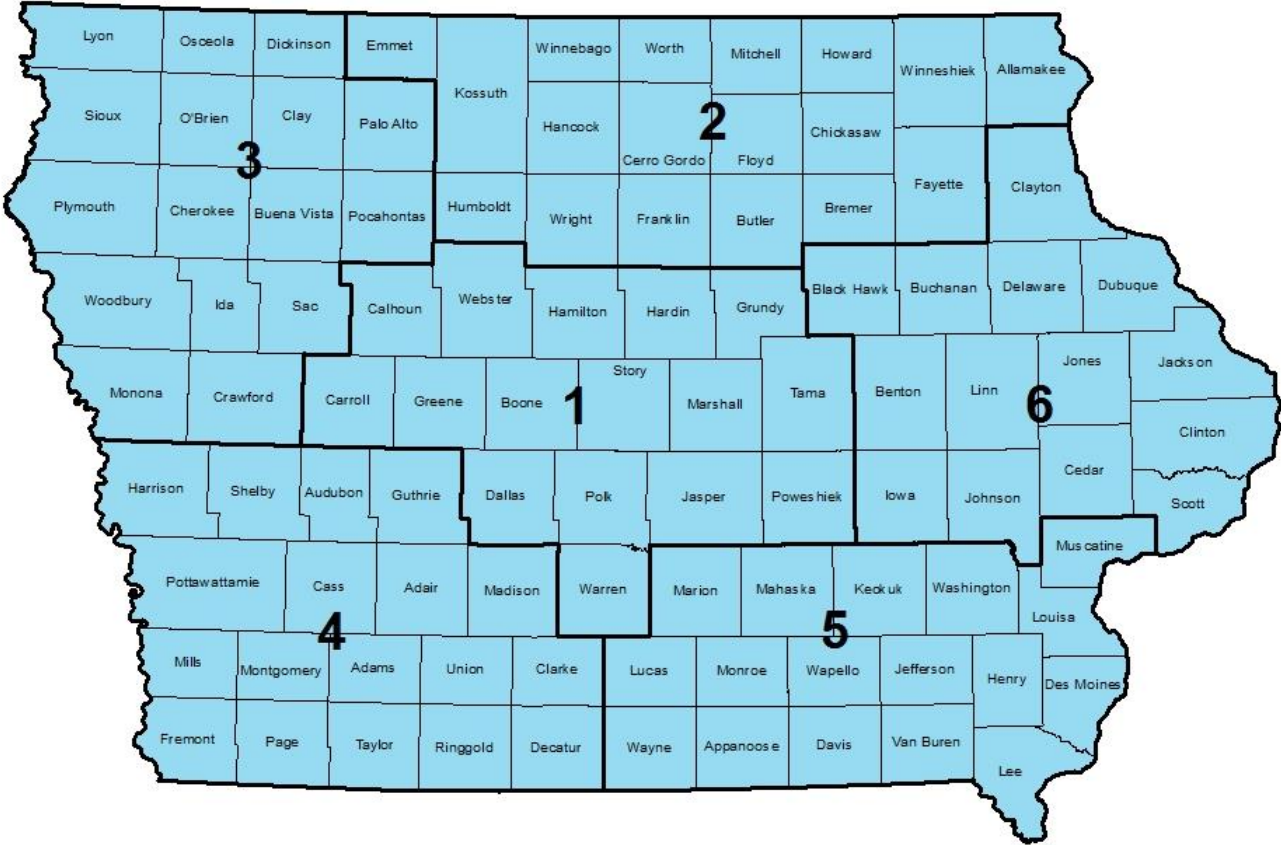 Lyon Osceola Dickinson Emmet Winnebago Worth Mitchell Howard
Winneshiek Allamakee
Kossuth
Sioux O'Brien Clay Palo Alto Hancock 2 Chickasaw
3 Cerro Gordo Floyd
Plymouth Cherokee Buena Vista Pocahontas Humboldt Wright Franklin Butler Bremer Fayette Clayton
Woodbury Ida Sac Calhoun Webster Hamilton Hardin Grundy Black Hawk Buchanan Delaware Dubuque
Story Jones Jackson
Monona Crawford Carroll Greene Boone 1 Marshall Tama Benton Linn 6
Clinton
Cedar
Harrison Shelby Audubon Guthrie Dallas Polk Jasper Poweshiek Iowa Johnson Scott
Muscatine
Pottawattamie Cass Adair Madison Warren Marion Mahaska Keokuk Washington
4 5 Louisa
Mills Montgomery Adams Union Clarke Lucas Monroe Wapello Jefferson Henry Des Moines
Fremont Page Taylor Ringgold Decatur Wayne Appanoose Davis Van Buren
Lee